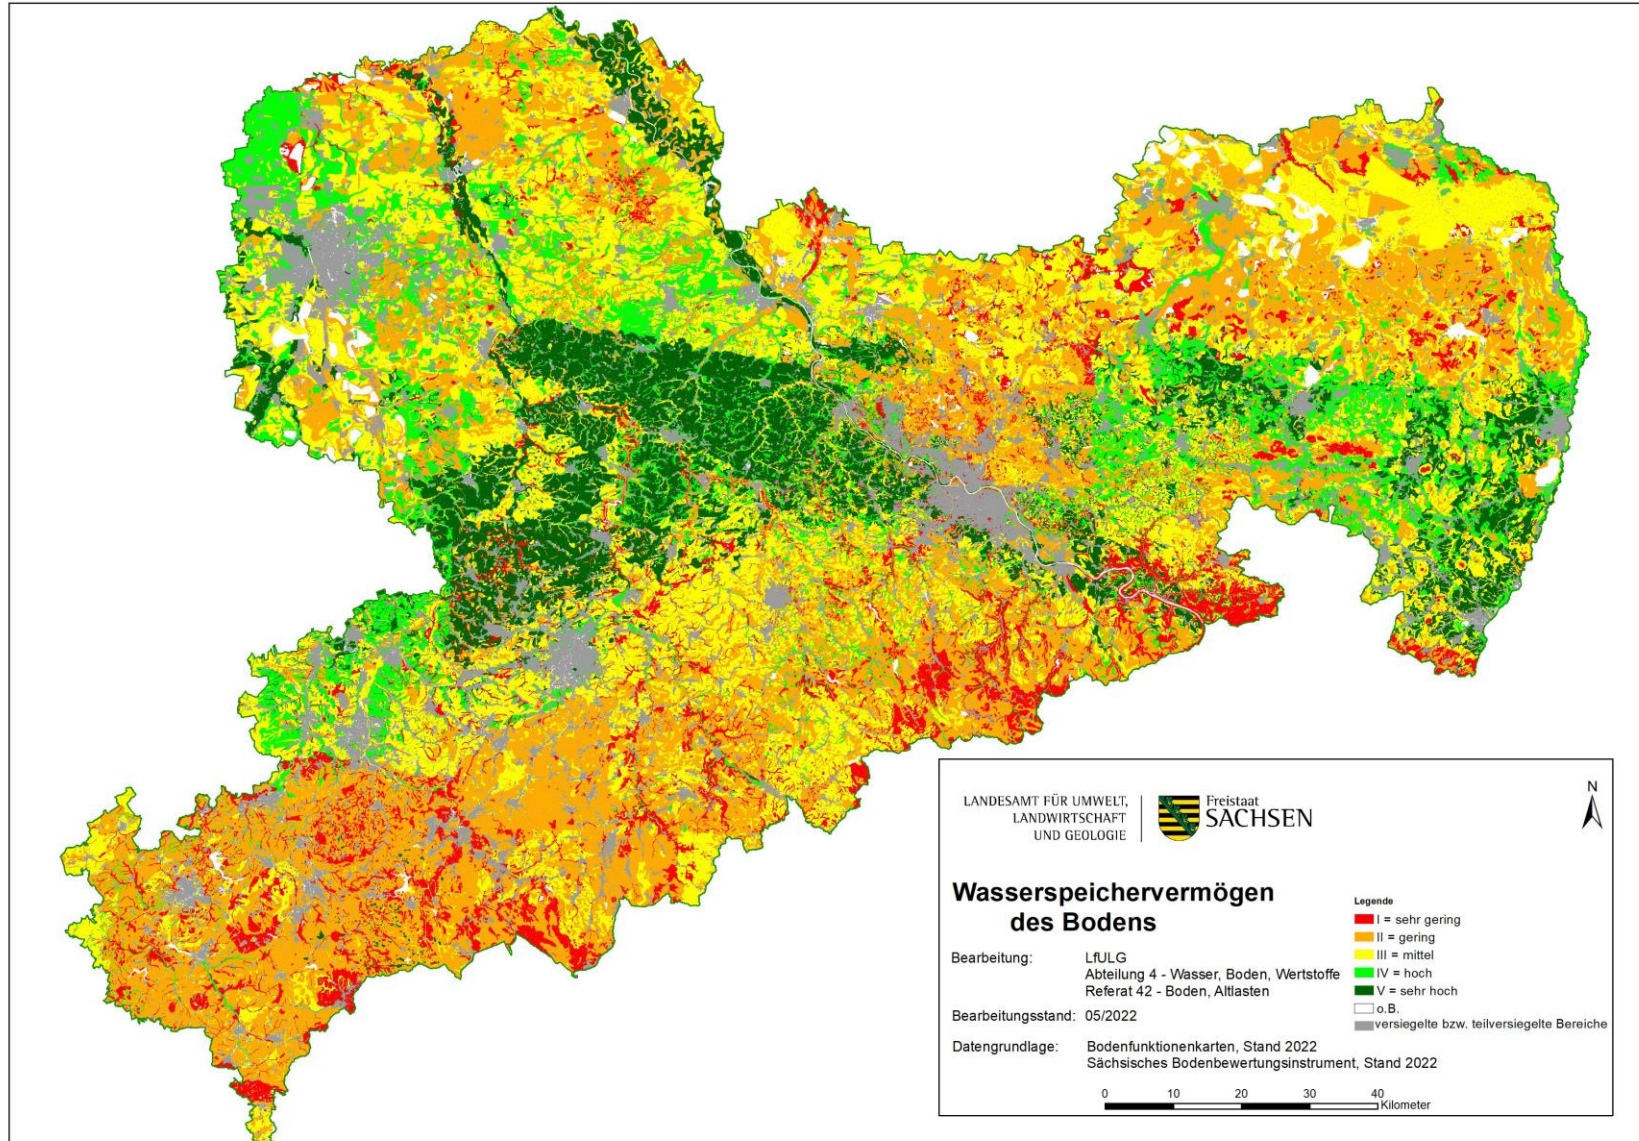 LANDESAMT FÜR UMWELT,
LANDWIRTSCHAFT
UND GEOLOGIE
Freistaat
SACHSEN
N
Wasserspeichervermögen
des Bodens
Bearbeitung: LfULG
Abteilung 4 - Wasser, Boden, Wertstoffe
Referat 42 - Boden, Altlasten
Bearbeitungsstand: 05/2022
Datengrundlage: Bodenfunktionenkarten, Stand 2022
Sächsisches Bodenbewertungsinstrument, Stand 2022
Legende
I = sehr gering
II = gering
III = mittel
IV = hoch
V = sehr hoch
o.B.
versiegelte bzw. teilversiegelte Bereiche
0 10 20 30 40
Kilometer